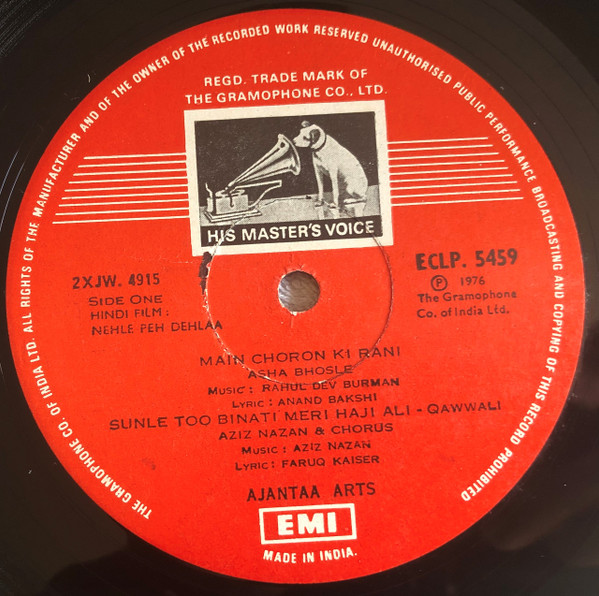 THE GRAMOPHONE CO. OF INDIA LTD. ALL RIGHTS OF THE MANUFACTURER AND OF THE OWNER OF THE RECORDED WORK RESERVED UNAUTHORISED PUBLIC PERFORMANCE BROADCASTING AND COPYING OF THIS RECORD PROHIBITED
REGD. TRADE MARK OF
THE GRAMOPHONE CO., LTD.
HIS MASTER'S VOICE
2XJW. 4915
SIDE ONE
HINDI FILM:
NEHLE PEH DEHLAA
ECLP. 5459
Ⓟ 1976
The Gramophone
Co. of India Ltd.
MAIN CHORON KI RANI
ASHA BHOSLE
MUSIC: RAHUL DEV BURMAN
LYRIC: ANAND BAKSHI
SUNLE TOO BINATI MERI HAJI ALI - QAWWALI
AZIZ NAZAN & CHORUS
MUSIC: AZIZ NAZAN
LYRIC: FARUQ KAISER
AJANTAA ARTS
EMI
MADE IN INDIA.